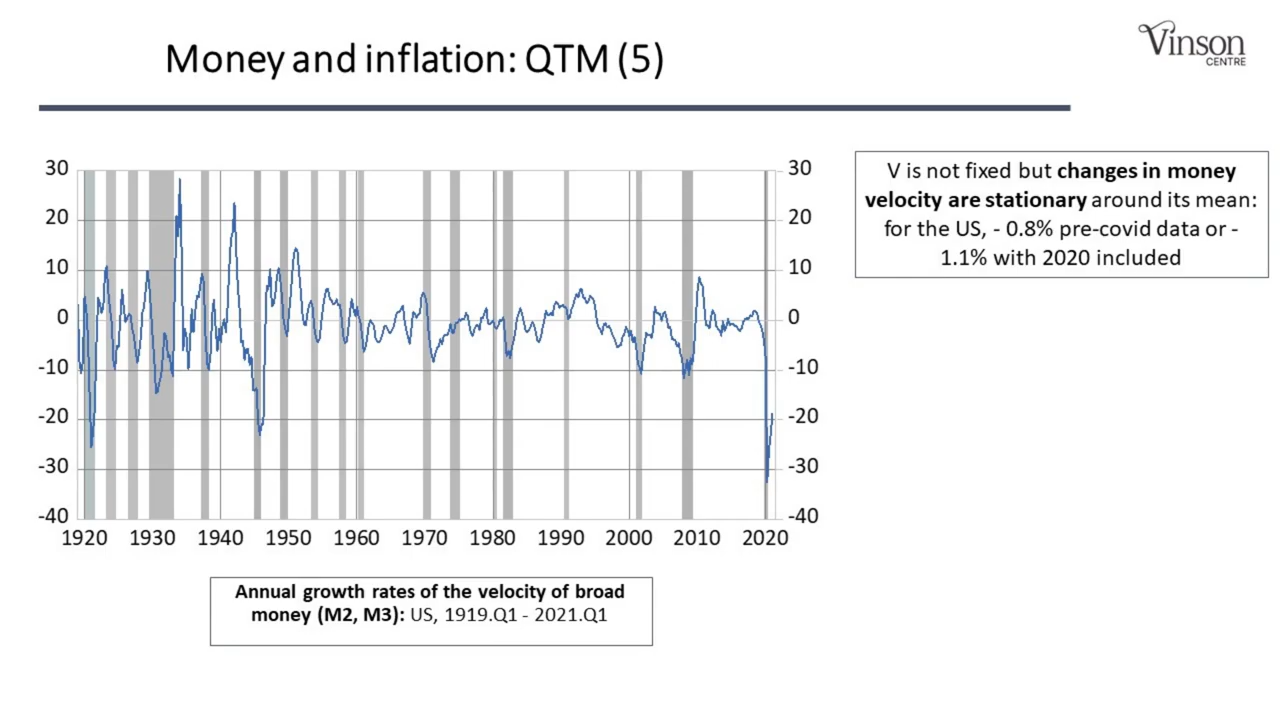 Money and inflation: QTM (5)
Vinson
CENTRE
30
20
10
0
-10
-20
-30
-40
30
20
10
0
-10
-20
-30
-40
1920 1930 1940 1950 1960 1970 1980 1990 2000 2010 2020
V is not fixed but changes in money
velocity are stationary around its mean:
for the US, - 0.8% pre-covid data or -
1.1% with 2020 included
Annual growth rates of the velocity of broad
money (M2, M3): US, 1919.Q1 - 2021.Q1